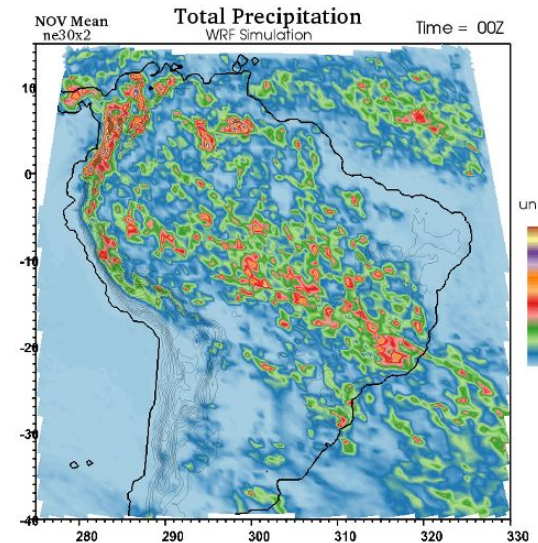 NOV Mean
ne30x2
Total Precipitation
WRF Simulation
Time = 00Z
10
0
-10
-20
-30
-40
280
290
300
310
320
330
un